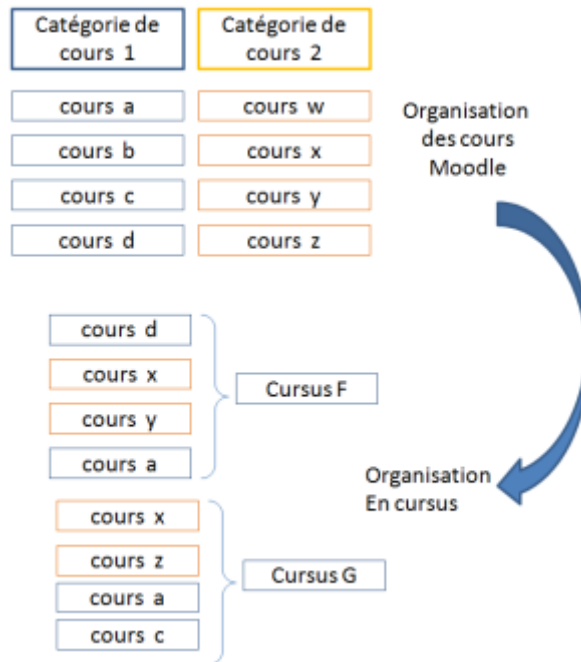 Catégorie de
cours 1
Catégorie de
cours 2
cours a
cours w
cours b
cours x
cours c
cours y
cours d
cours z
Organisation
des cours
Moodle
cours d
cours x
cours y
cours a
Cursus F
Organisation
En cursus
cours x
cours z
cours a
cours c
Cursus G